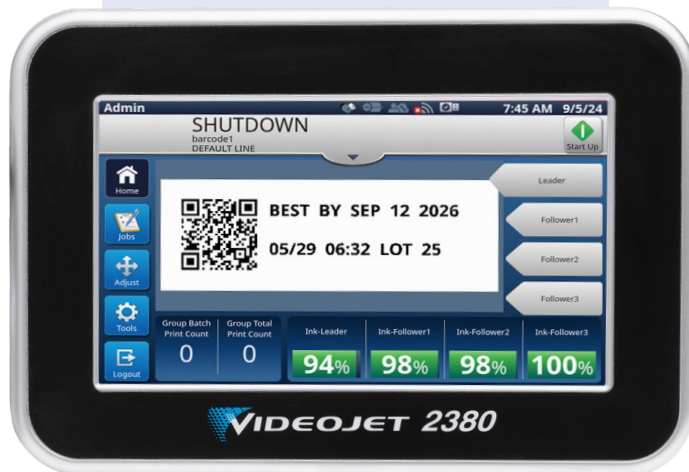 Admin 7:45 AM 9/5/24
SHUTDOWN
barcode1
DEFAULT LINE
Start Up
Home
Jobs
Adjust
Tools
Logout
BEST BY SEP 12 2026
05/29 06:32 LOT 25
Leader
Follower1
Follower2
Follower3
Group Batch
Print Count
0
Group Total
Print Count
0
Ink-Leader
94%
Ink-Follower1
98%
Ink-Follower2
98%
Ink-Follower3
100%
VIDEOJET 2380